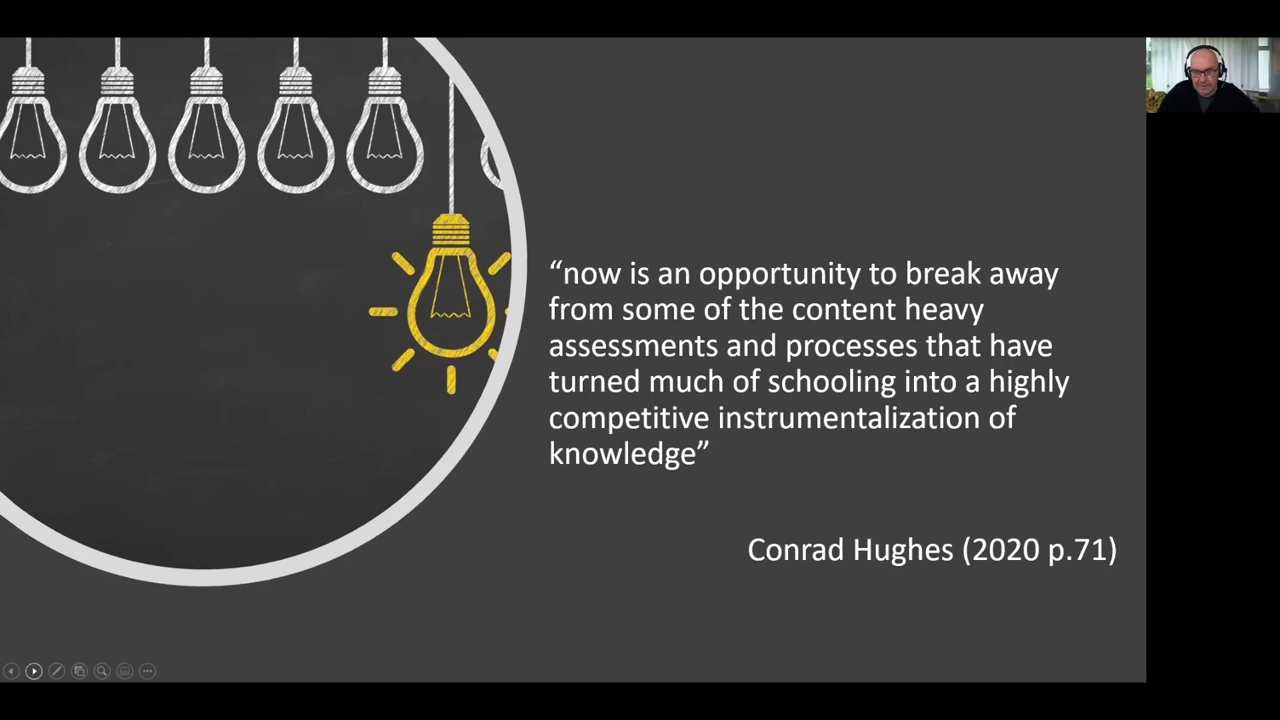 “now is an opportunity to break away
from some of the content heavy
assessments and processes that have
turned much of schooling into a highly
competitive instrumentalization of
knowledge”
Conrad Hughes (2020 p.71)